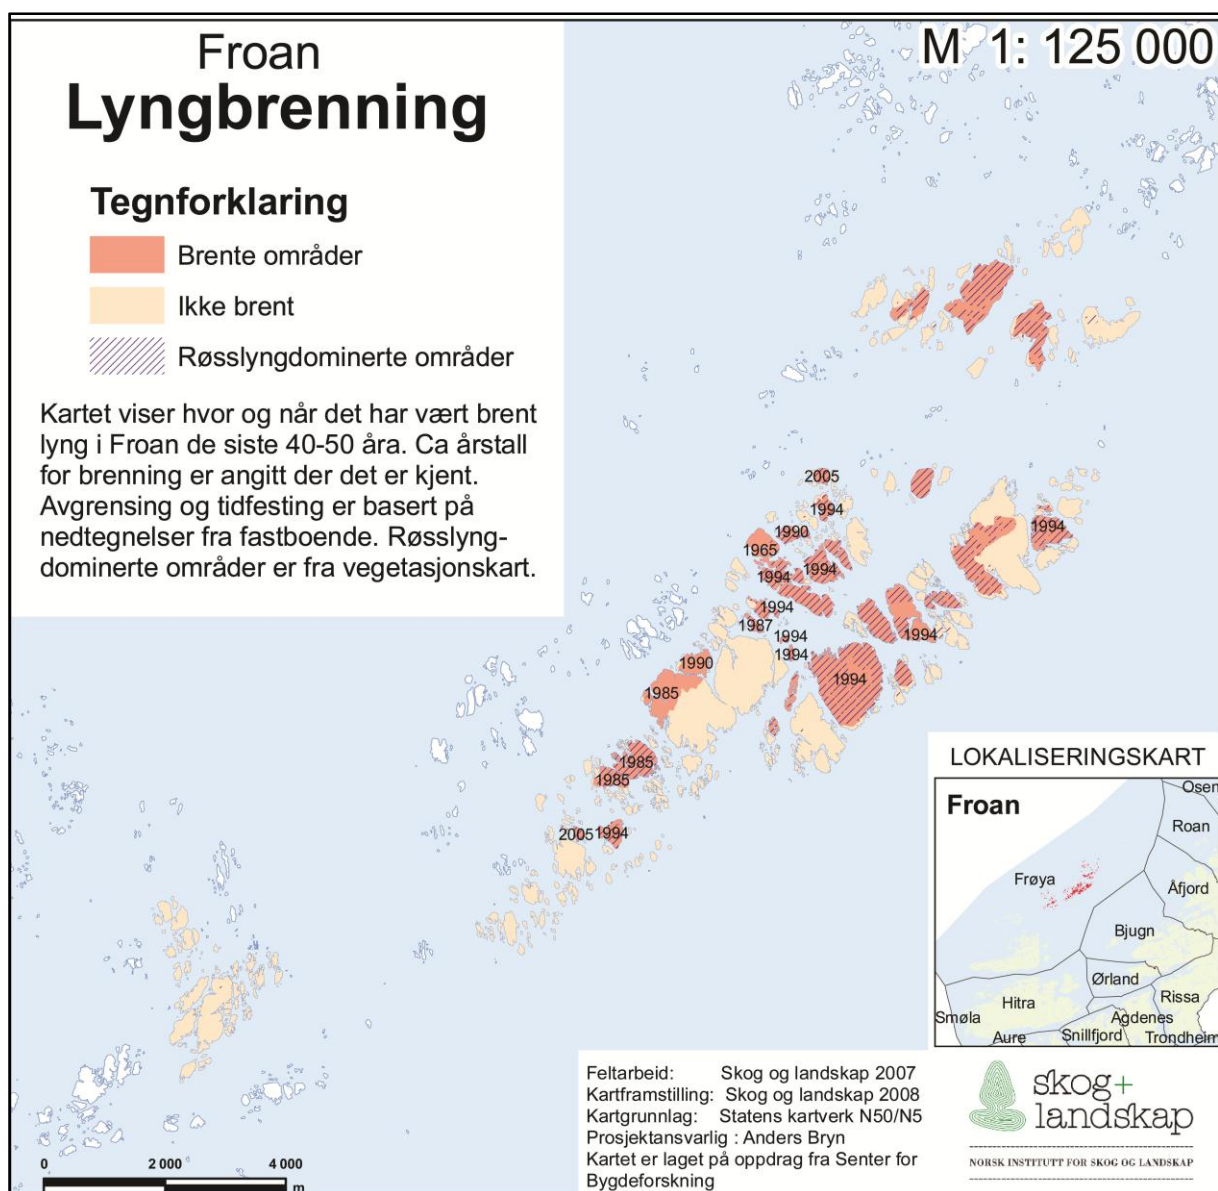 Froan
Lyngbrenning
M 1: 125 000
Tegnforklaring
Brente områder
Ikke brent
Røsslyngdominerte områder
Kartet viser hvor og når det har vært brent
lyng i Froan de siste 40-50 åra. Ca årstall
for brenning er angitt der det er kjent.
Avgrensing og tidfesting er basert på
nedtegnelser fra fastboende. Røsslyng-
dominerte områder er fra vegetasjonskart.
2005
1994
1990
1994
1965
1994
1994
1994
1987
1994
1994
1994
1990
1994
1985
1985
1985
2005
1994
LOKALISERINGSKART
Froan
Osen
Roan
Frøya
Åfjord
Bjugn
Ørland
Hitra
Rissa
Smøla
Agdenes
Aure
Snillfjord
Trondheim
Feltarbeid: Skog og landskap 2007
Kartframstilling: Skog og landskap 2008
Kartgrunnlag: Statens kartverk N50/N5
Prosjektansvarlig : Anders Bryn
Kartet er laget på oppdrag fra Senter for
Bygdeforskning
skog+
landskap
NORSK INSTITUTT FOR SKOG OG LANDSKAP
0 2 000 4 000
m